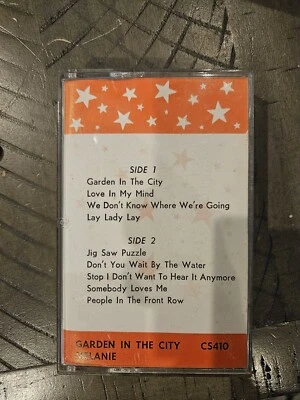 SIDE 1
Garden In The City
Love In My Mind
We Don't Know Where We're Going
Lay Lady Lay
SIDE 2
Jig Saw Puzzle
Don't You Wait By The Water
Stop I Don't Want To Hear It Anymore
Somebody Loves Me
People In The Front Row
GARDEN IN THE CITY CS410
MELANIE